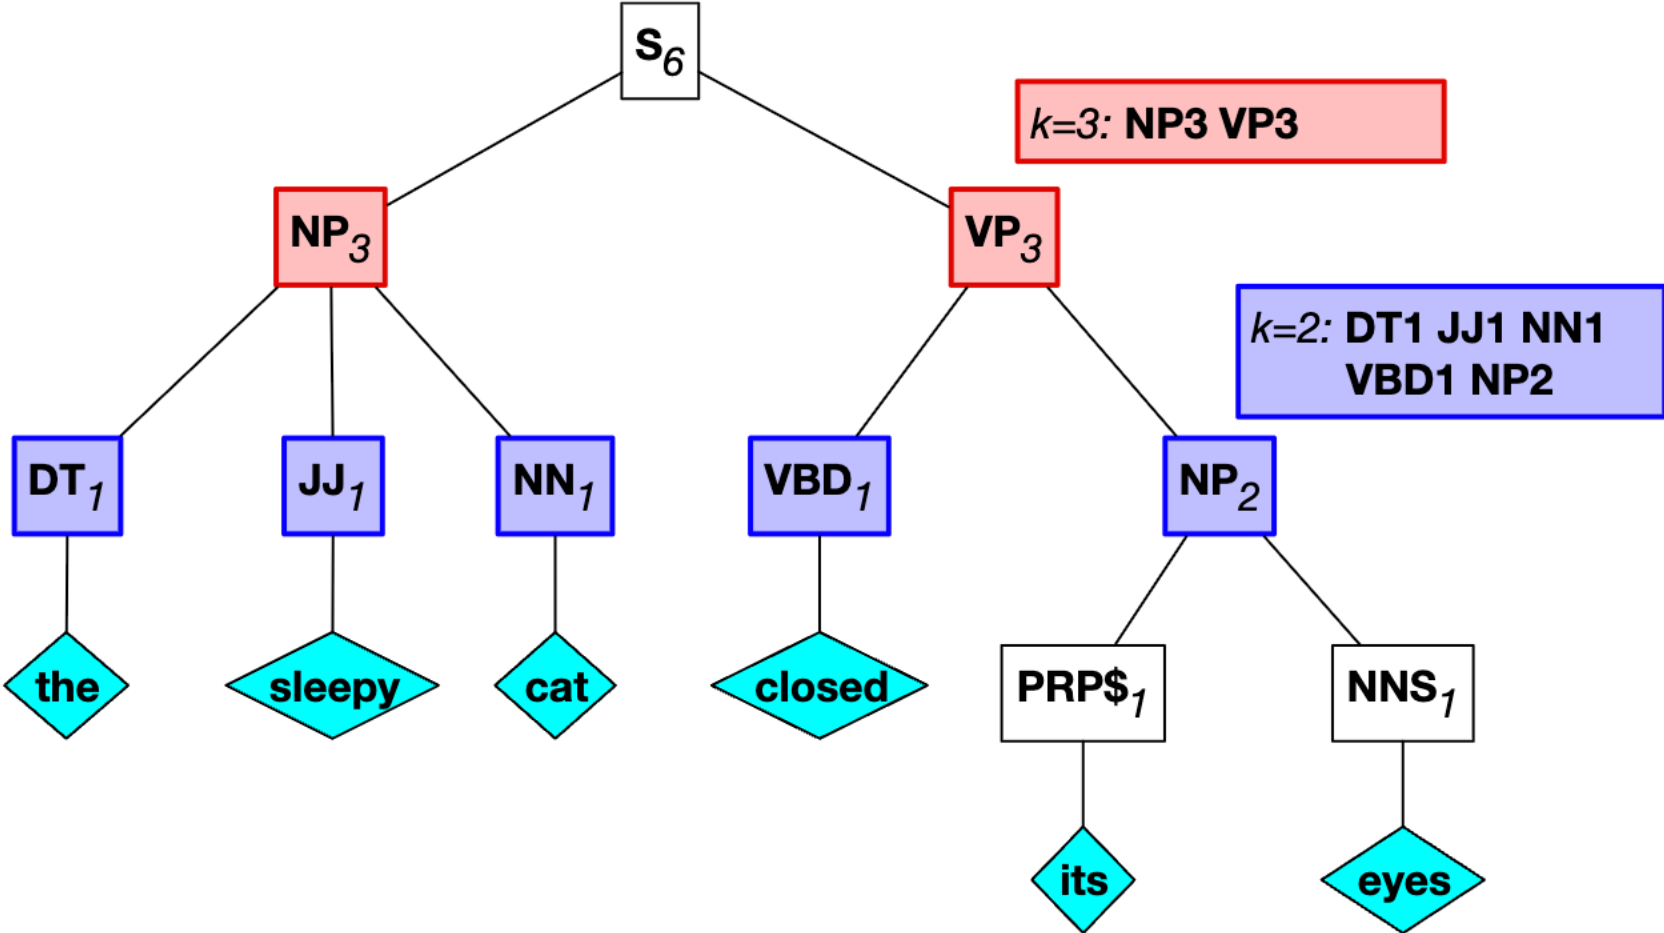 S6
k=3: NP3 VP3
NP3
VP3
k=2: DT1 JJ1 NN1
VBD1 NP2
DT1
JJ1
NN1
VBD1
NP2
the
sleepy
cat
closed
PRP$1
NNS1
its
eyes